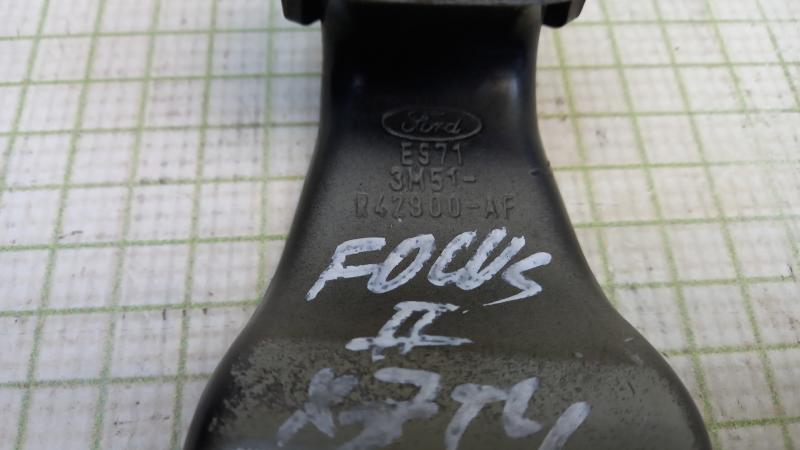 Ford
ES71
3M51-
R42900-AF
FOCUS
II